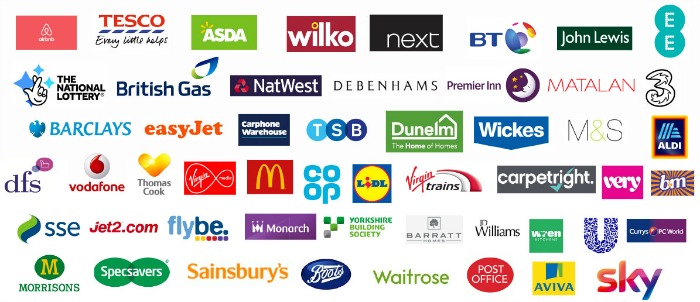 airbnb
TESCO
Every little helps
ASDA
wilko
next
BT
John Lewis
EE
THE
NATIONAL
LOTTERY
British Gas
NatWest
DEBENHAMS
Premier Inn
MATALAN
3
BARCLAYS
easyJet
Carphone
Warehouse
TSB
Dunelm
The Home of Homes
Wickes
M&S
ALDI
dfs
vodafone
Thomas
Cook
Virgin media
M
CO
OP
LIDL
Virgin trains
carpetright.
very
bm
sse
Jet2.com
flybe.
Monarch
YORKSHIRE
BUILDING
SOCIETY
BARRATT
HOMES
JD
Williams
wren
KITCHENS
U
Currys PC World
M
MORRISONS
Specsavers
Sainsbury's
Boots
Waitrose
POST
OFFICE
AVIVA
sky